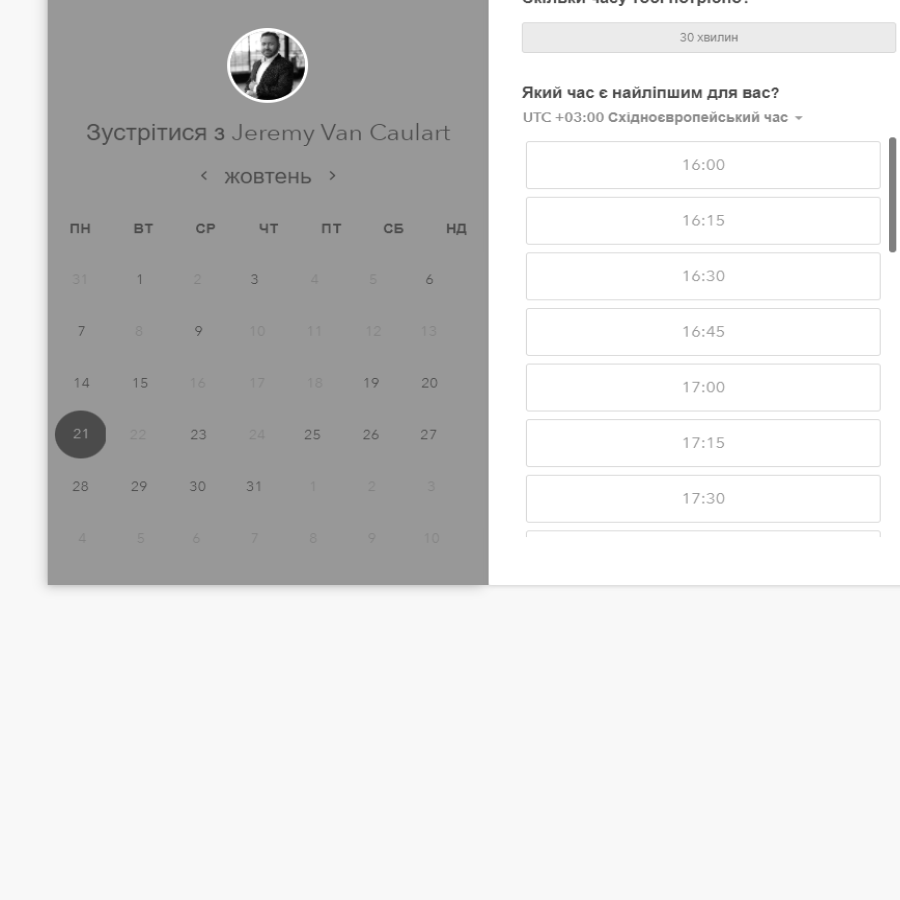 Зустрітися з Jeremy Van Caulart
жовтень
ПН ВТ СР ЧТ ПТ СБ НД
31 1 2 3 4 5 6
7 8 9 10 11 12 13
14 15 16 17 18 19 20
21 22 23 24 25 26 27
28 29 30 31 1 2 3
4 5 6 7 8 9 10
Скільки часу тобі потрібно?
30 хвилин
Який час є найліпшим для вас?
UTC +03:00 Східноєвропейський час
16:00
16:15
16:30
16:45
17:00
17:15
17:30